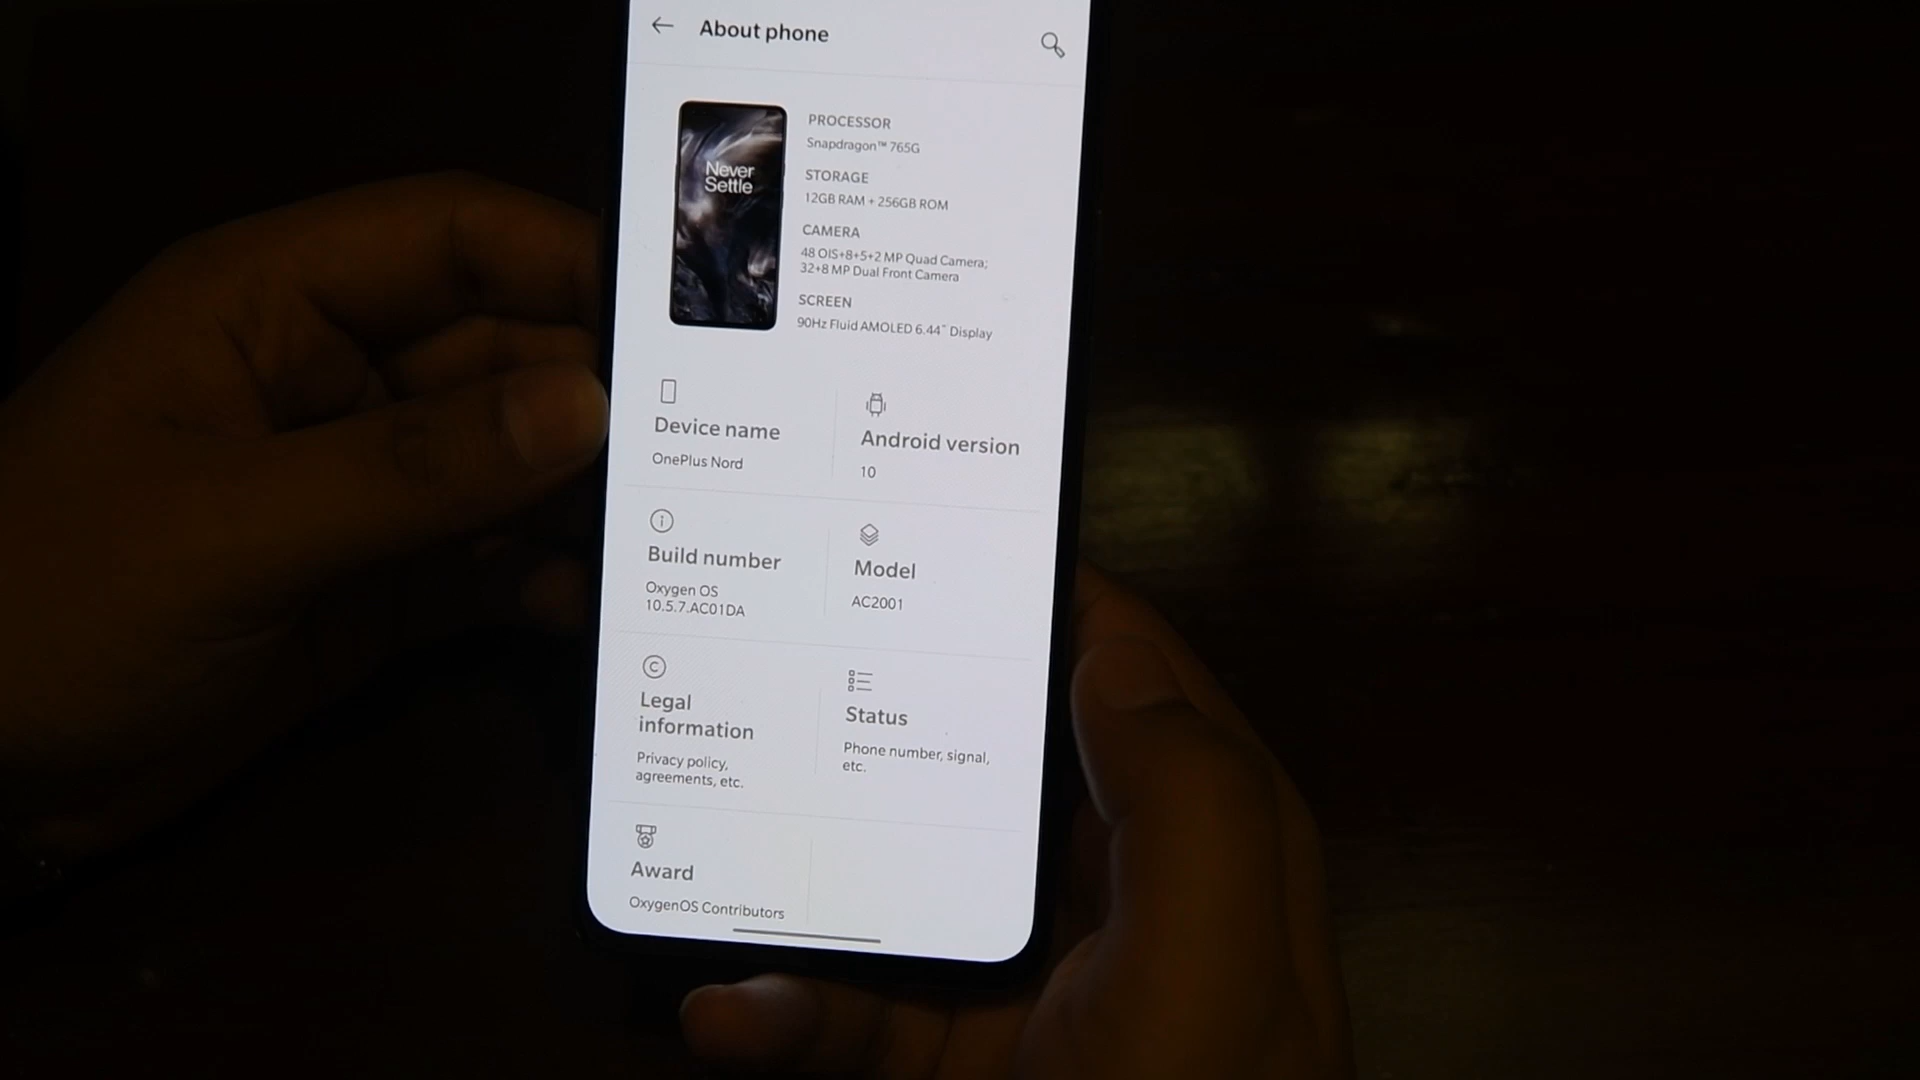 About phone
Never
Settle
PROCESSOR
Snapdragon™ 765G
STORAGE
12GB RAM + 256GB ROM
CAMERA
48 OIS+8+5+2 MP Quad Camera;
32+8 MP Dual Front Camera
SCREEN
90Hz Fluid AMOLED 6.44" Display
Device name
OnePlus Nord
Android version
10
Build number
Oxygen OS
10.5.7.AC01DA
Model
AC2001
Legal
information
Privacy policy,
agreements, etc.
Status
Phone number, signal,
etc.
Award
OxygenOS Contributors